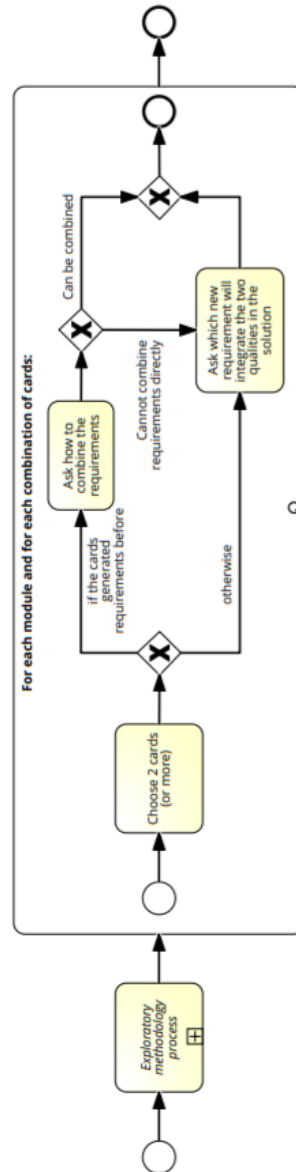 Exploratory
methodology
process
For each module and for each combination of cards:
Choose 2 cards
(or more)
if the cards
generated
requirements before
otherwise
Ask how to
combine the
requirements
Can be combined
Cannot combine
requirements directly
Ask which new
requirement will
integrate the two
qualities in the
solution